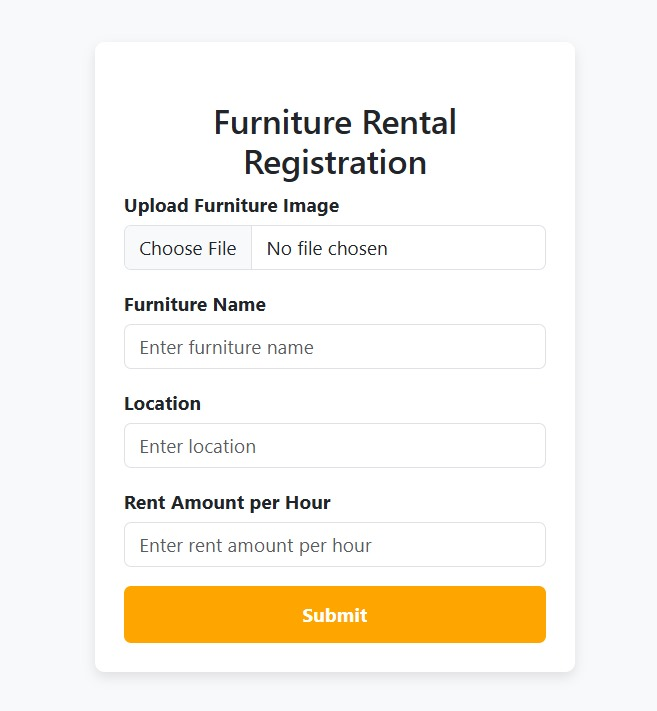 Furniture Rental
Registration
Upload Furniture Image
Choose File No file chosen
Furniture Name
Enter furniture name
Location
Enter location
Rent Amount per Hour
Enter rent amount per hour
Submit